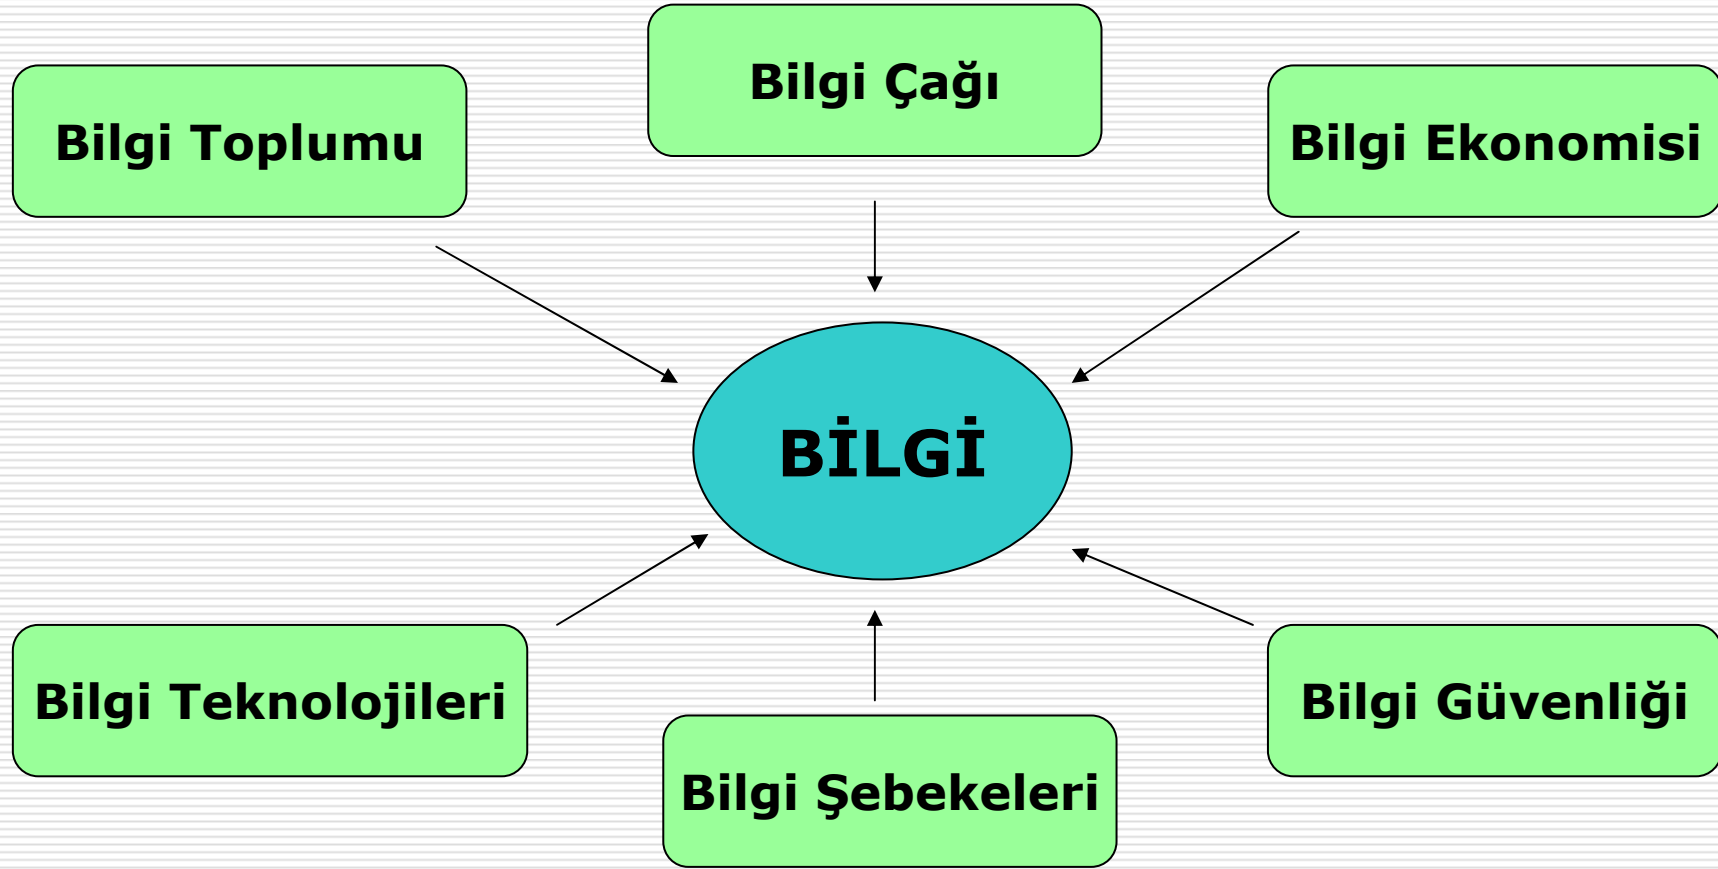 Bilgi Çağı
Bilgi Toplumu
Bilgi Ekonomisi
BİLGİ
Bilgi Teknolojileri
Bilgi Güvenliği
Bilgi Şebekeleri